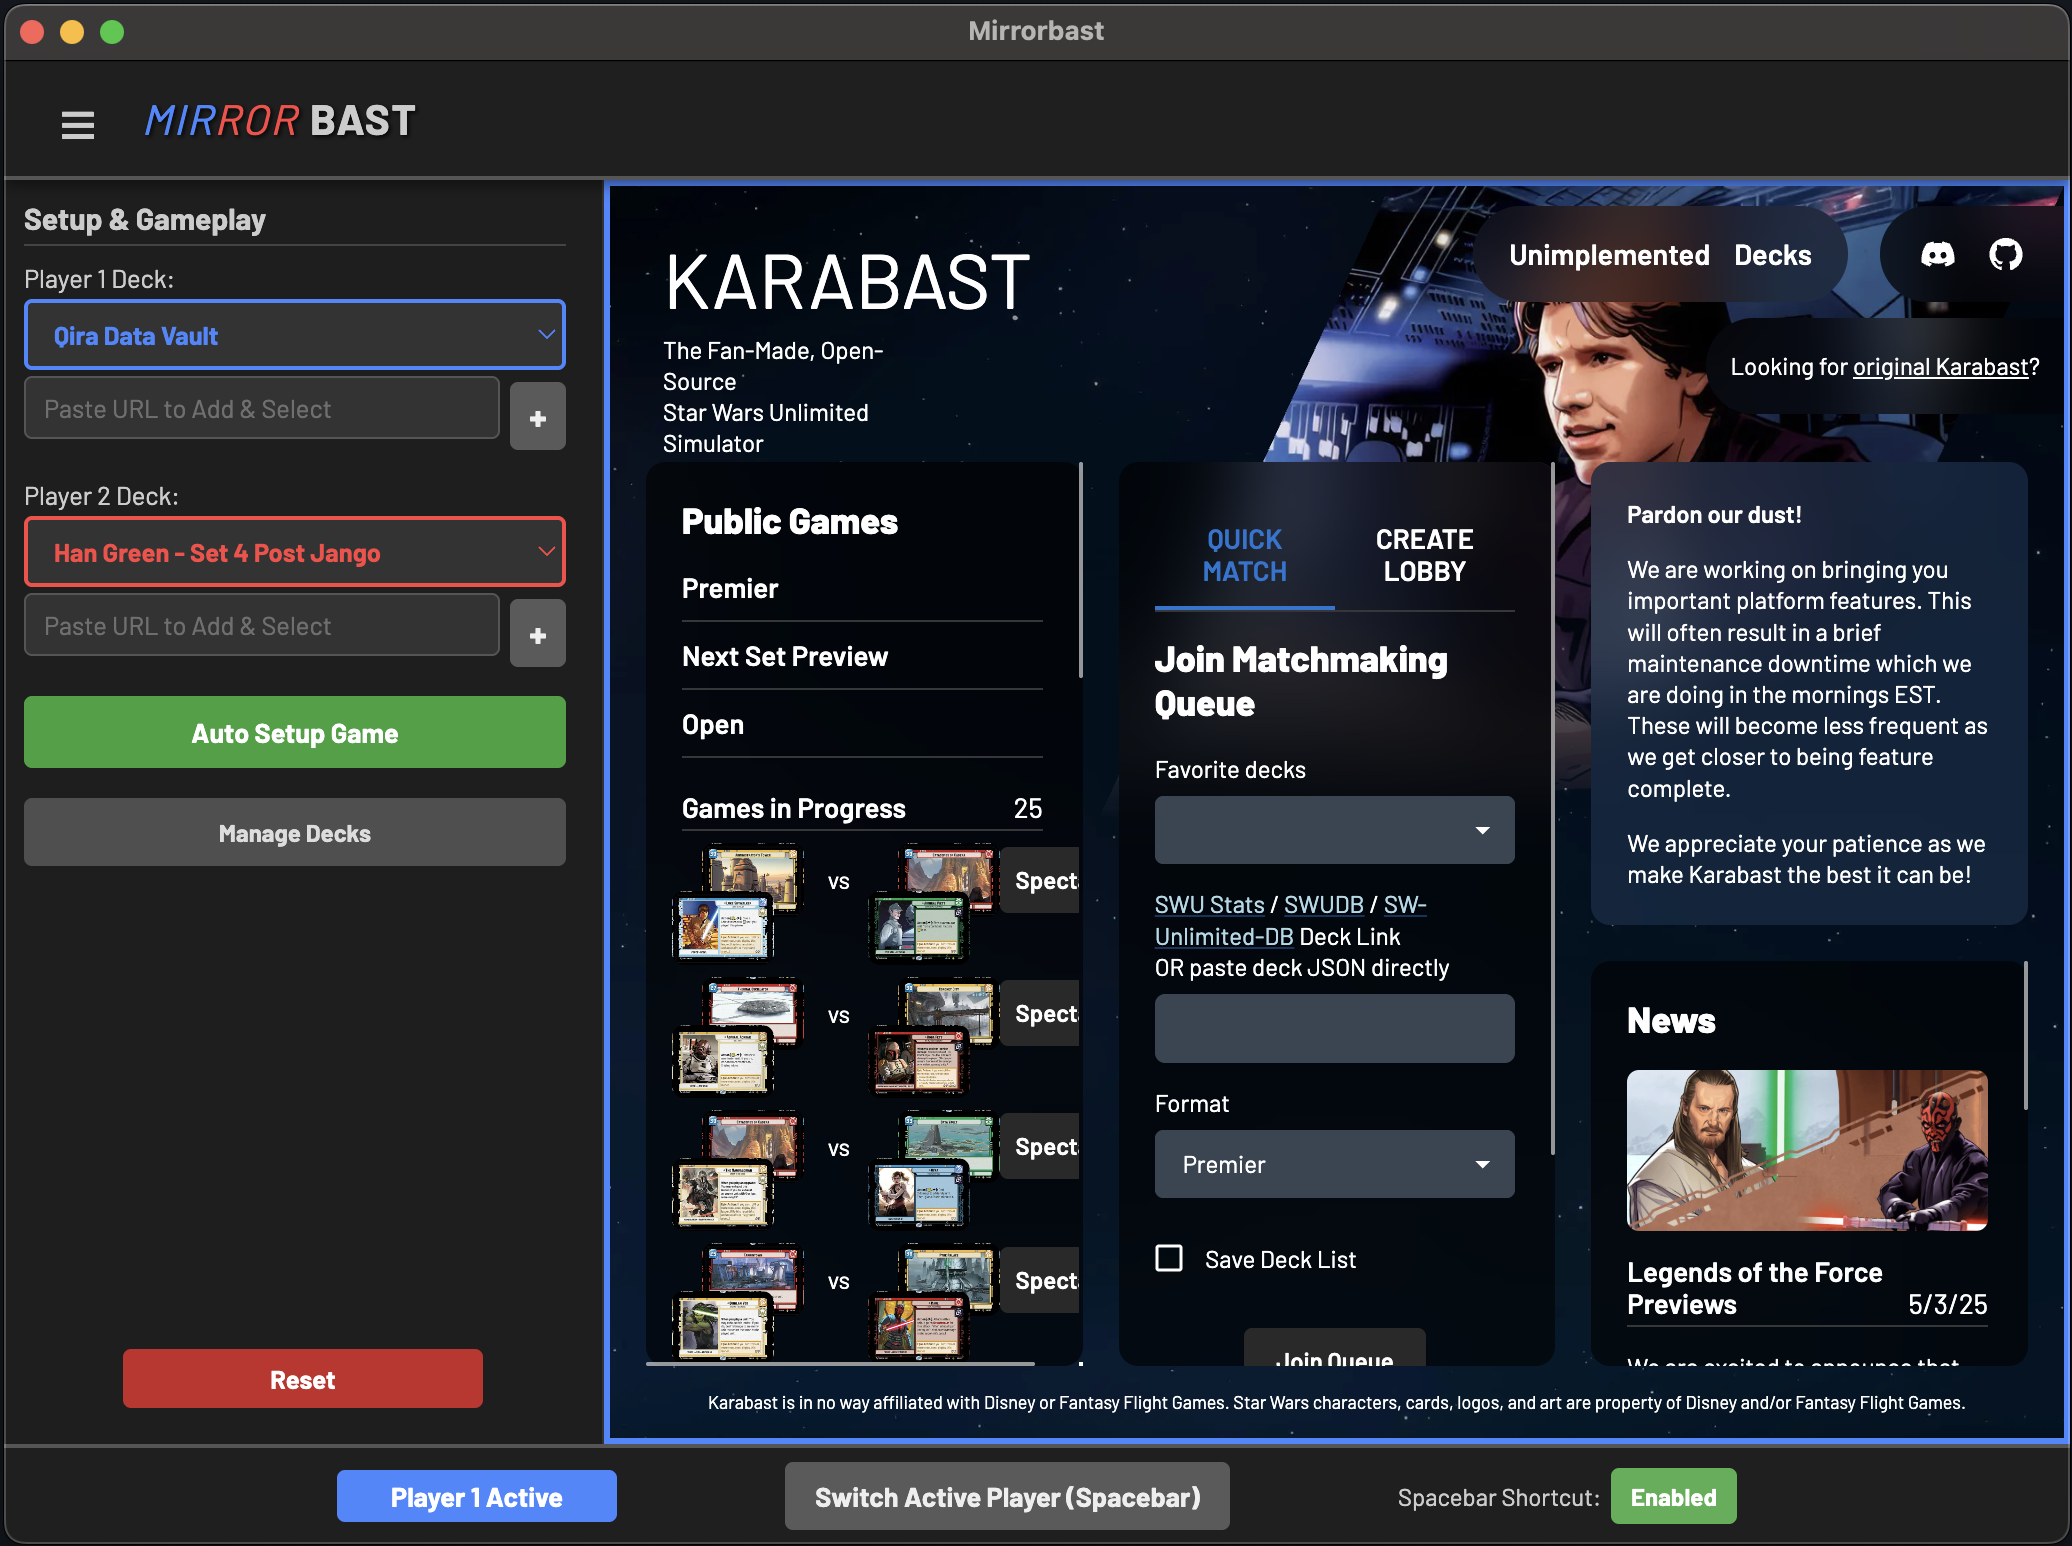 Mirrorbast
MIRROR BAST
Setup & Gameplay
Player 1 Deck:
Qira Data Vault
Paste URL to Add & Select
+
Player 2 Deck:
Han Green - Set 4 Post Jango
Paste URL to Add & Select
+
Auto Setup Game
Manage Decks
Reset
KARABAST
The Fan-Made, Open-
Source
Star Wars Unlimited
Simulator
Unimplemented Decks
Looking for original Karabast?
Public Games
Premier
Next Set Preview
Open
Games in Progress 25
vs
Spect
vs
Spect
vs
Spect
vs
Spect
QUICK
MATCH
CREATE
LOBBY
Join Matchmaking
Queue
Favorite decks
SWU Stats / SWUDB / SW-
Unlimited-DB Deck Link
OR paste deck JSON directly
Format
Premier
Save Deck List
Join Queue
Pardon our dust!
We are working on bringing you
important platform features. This
will often result in a brief
maintenance downtime which we
are doing in the mornings EST.
These will become less frequent as
we get closer to being feature
complete.
We appreciate your patience as we
make Karabast the best it can be!
News
Legends of the Force
Previews 5/3/25
We are excited to announce that
Karabast is in no way affiliated with Disney or Fantasy Flight Games. Star Wars characters, cards, logos, and art are property of Disney and/or Fantasy Flight Games.
Player 1 Active
Switch Active Player (Spacebar)
Spacebar Shortcut: Enabled